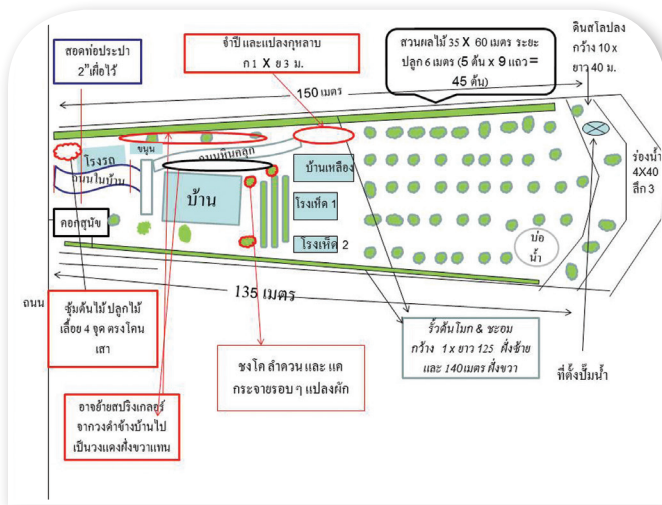 สอดท่อประปา
2"เผื่อไว้
จำปี และแปลงกุหลาบ
ก 1 X ย 3 ม.
สวนผลไม้ 35 X 60 เมตร ระยะ
ปลูก 6 เมตร (5 ต้น x 9 แถว =
45 ต้น)
ดินสโลปลง
กว้าง 10 x
ยาว 40 ม.
150 เมตร
ร่องน้ำ
4X40
ลึก 3
โรงรถ
ขนุน
ถนนหินคลุก
ถนนในบ้าน
บ้านเหลือง
บ้าน
โรงเห็ด 1
คอกสุนัข
โรงเห็ด 2
บ่อ
น้ำ
135 เมตร
ถนน
ซุ้มต้นไม้ ปลูกไม้
เลื้อย 4 จุด ตรงโคน
เสา
รั้วต้นโมก & ชะอม
กว้าง 1 x ยาว 125 ฝั่งซ้าย
และ 140 เมตร ฝั่งขวา
ที่ตั้งปั๊มน้ำ
ชงโค ลำดวน และ แค
กระจายรอบ ๆ แปลงผัก
อาจย้ายสปริงเกลอร์
จากวงดำข้างบ้านไป
เป็นวงแดงฝั่งขวาแทน